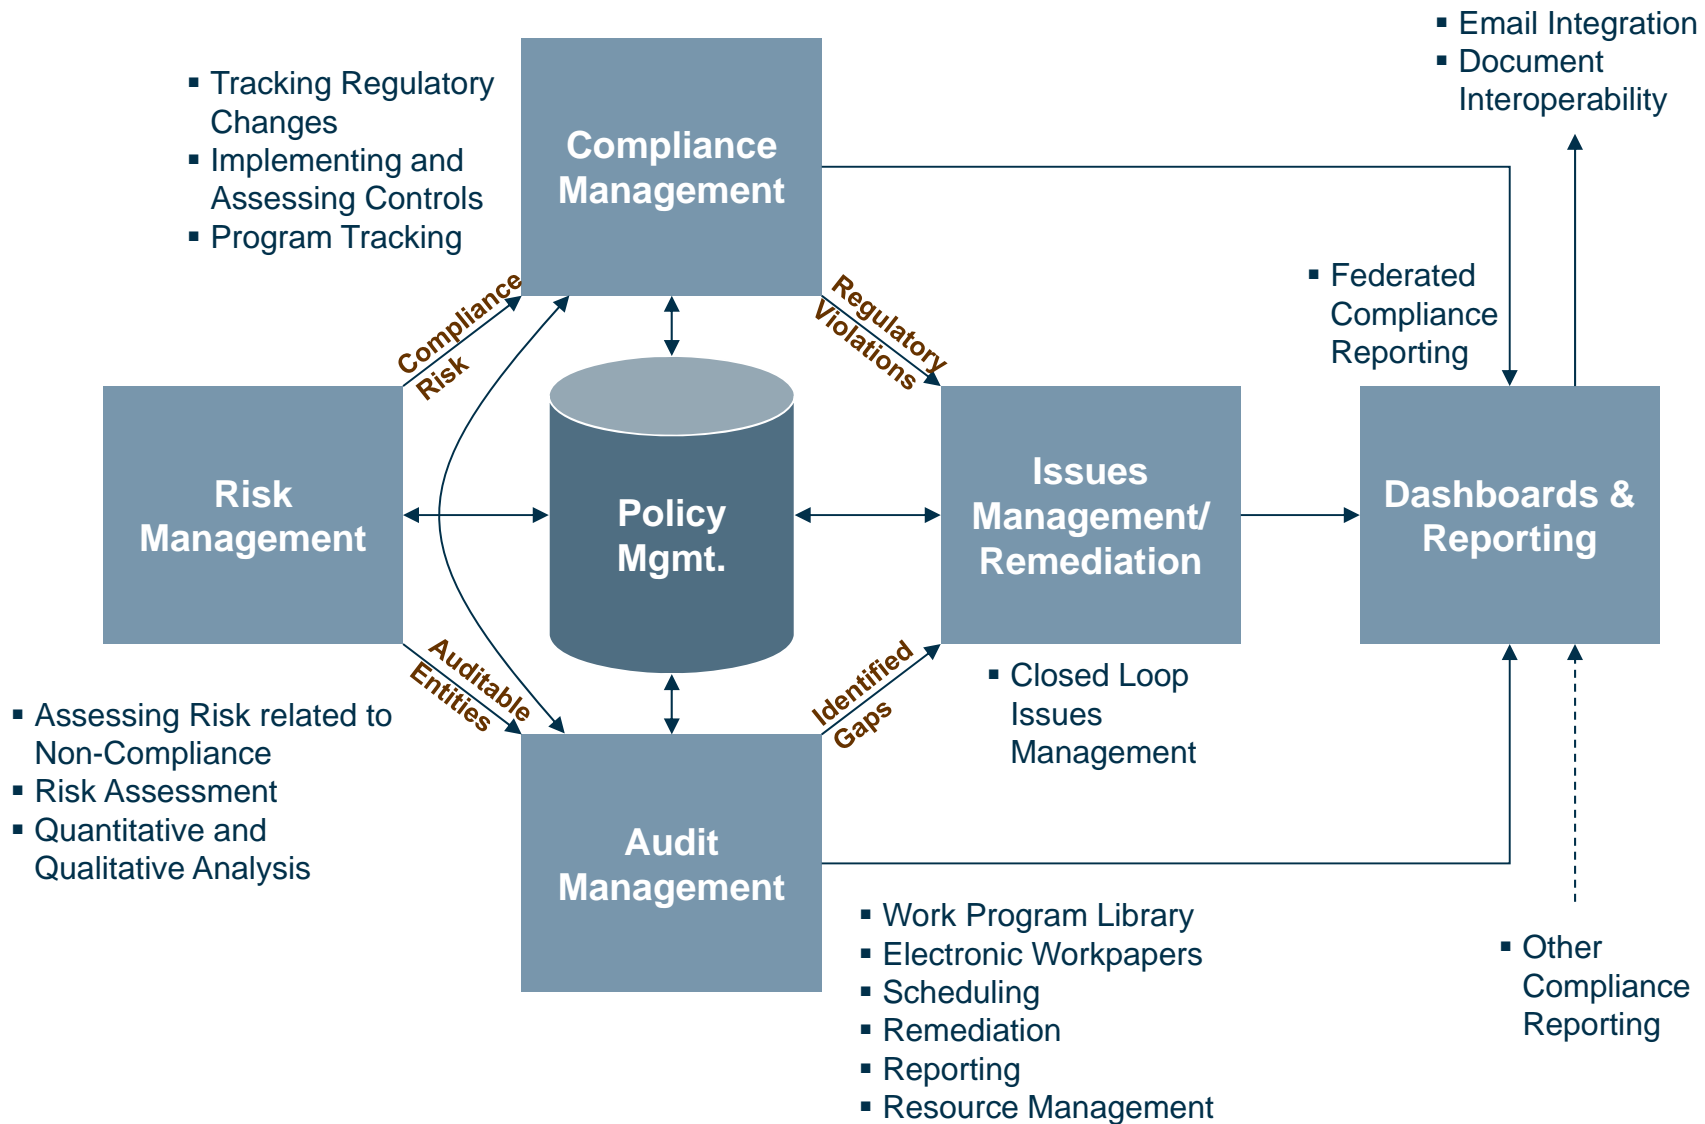 ▪ Email Integration
▪ Document
Interoperability
▪ Tracking Regulatory
Changes
▪ Implementing and
Assessing Controls
▪ Program Tracking
Compliance
Management
▪ Federated
Compliance
Reporting
Compliance
Risk
Regulatory
Violations
Risk
Management
Policy
Mgmt.
Issues
Management/
Remediation
Dashboards &
Reporting
Auditable
Entities
Identified
Gaps
▪ Closed Loop
Issues
Management
▪ Assessing Risk related to
Non-Compliance
▪ Risk Assessment
▪ Quantitative and
Qualitative Analysis
Audit
Management
▪ Work Program Library
▪ Electronic Workpapers
▪ Scheduling
▪ Remediation
▪ Reporting
▪ Resource Management
▪ Other
Compliance
Reporting